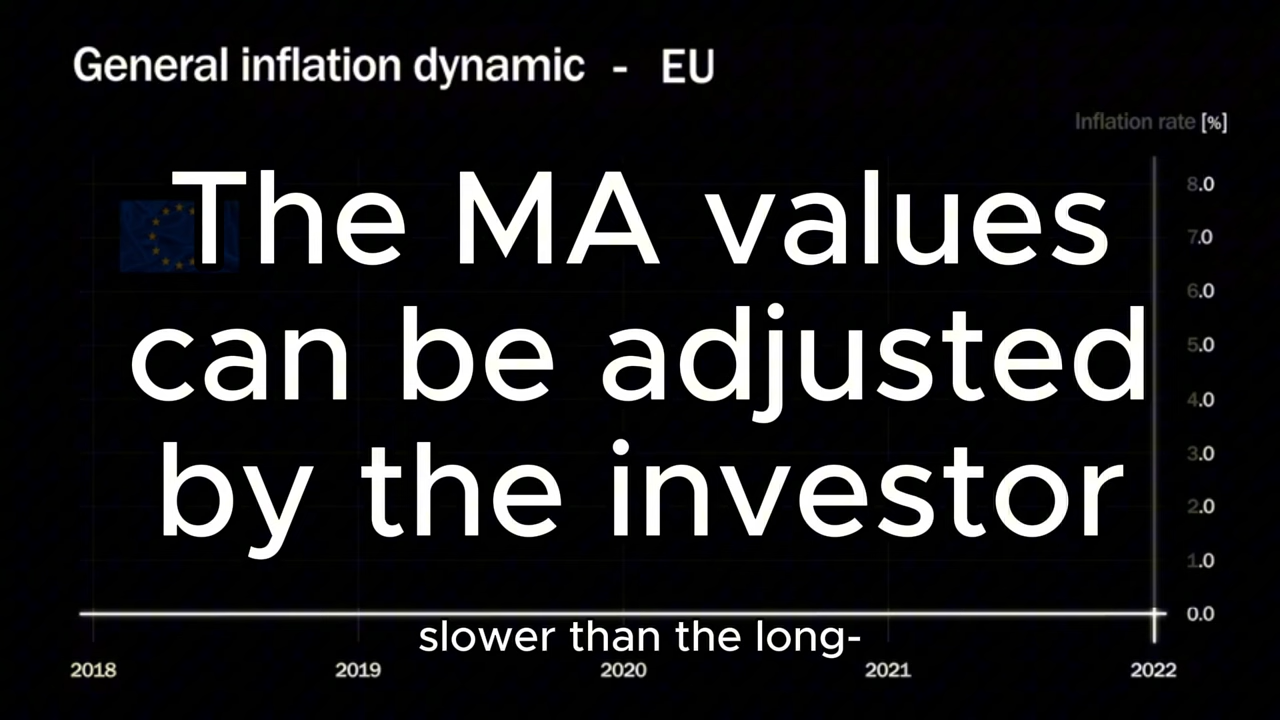 General inflation dynamic - EU
Inflation rate [%]
The MA values
can be adjusted
by the investor
8.0
7.0
6.0
5.0
4.0
3.0
2.0
1.0
0.0
slower than the long-
2018 2019 2020 2021 2022